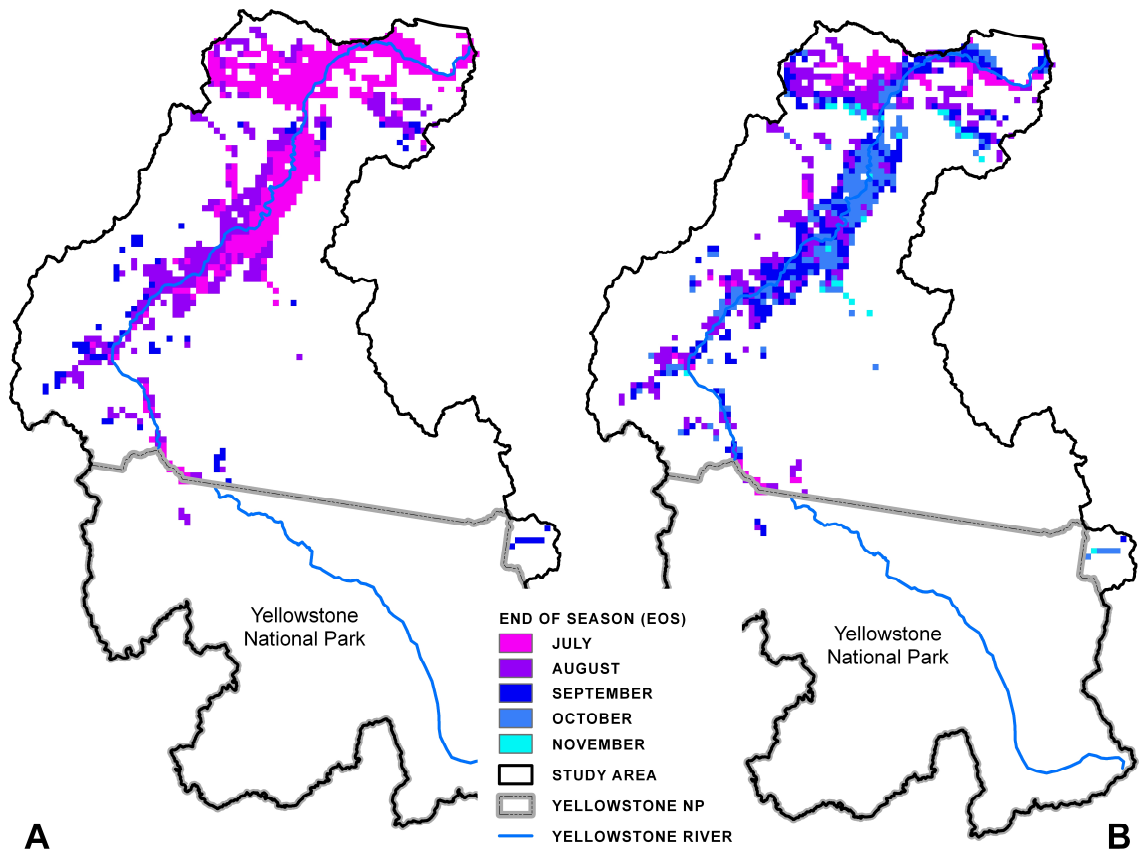 Yellowstone
National Park
END OF SEASON (EOS)
JULY
AUGUST
SEPTEMBER
OCTOBER
NOVEMBER
STUDY AREA
YELLOWSTONE NP
YELLOWSTONE RIVER
Yellowstone
National Park
A
B